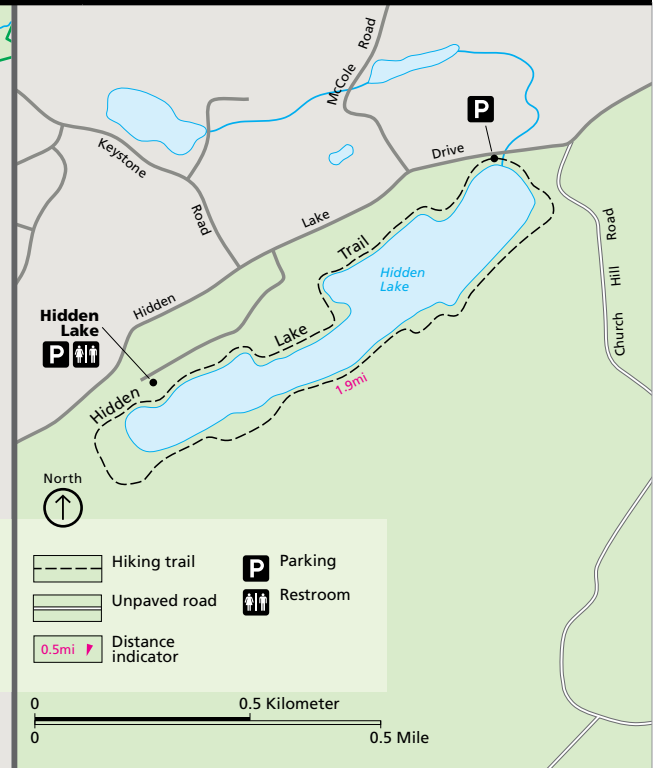 McCole Road
P
Keystone Road
Drive
Lake
Hidden
Trail
Hidden
Lake
Road
Hill
Church
Hidden
Lake
P
Lake
Hidden
1.9mi
North
Hiking trail
P Parking
Unpaved road
Restroom
0.5mi
Distance
indicator
0 0.5 Kilometer
0 0.5 Mile